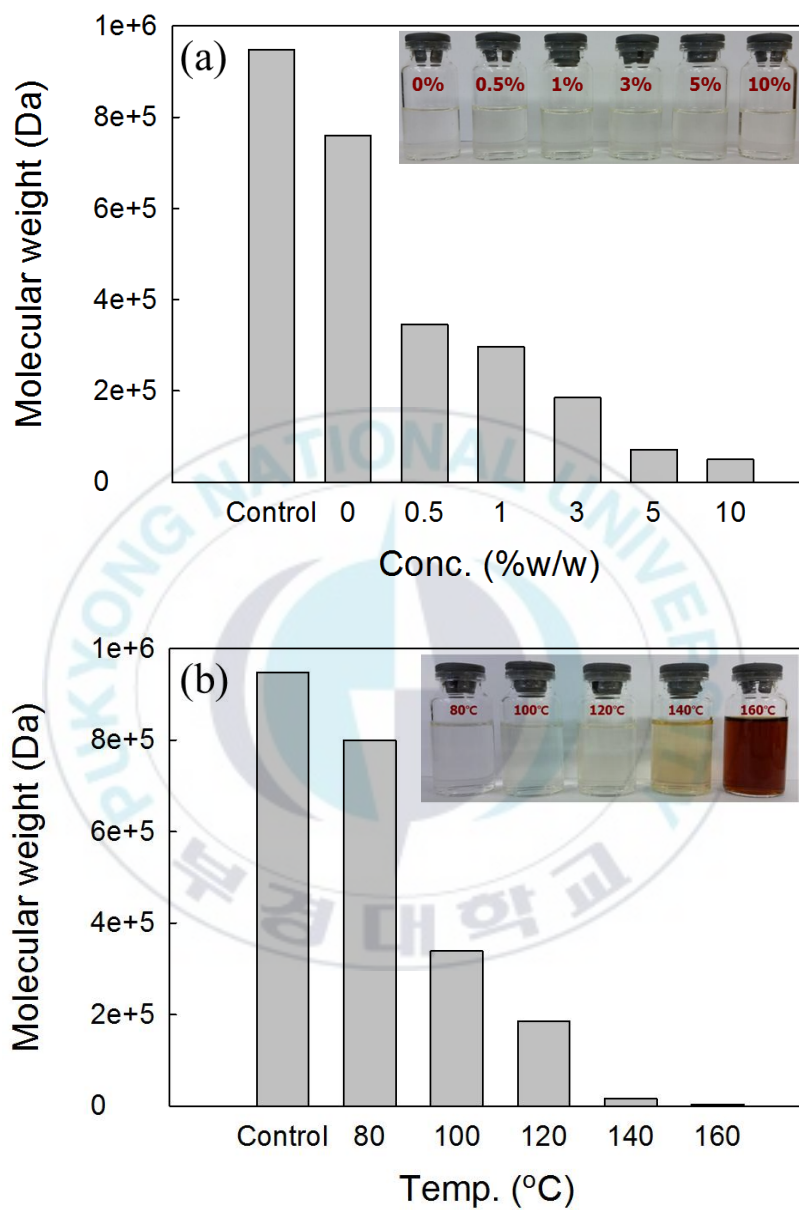 (a)
0% 0.5% 1% 3% 5% 10%
Molecular weight (Da)
1e+6
8e+5
6e+5
4e+5
2e+5
0
Control 0 0.5 1 3 5 10
Conc. (%w/w)
(b)
80℃ 100℃ 120℃ 140℃ 160℃
Molecular weight (Da)
1e+6
8e+5
6e+5
4e+5
2e+5
0
Control 80 100 120 140 160
Temp. (°C)
PUKYONG NATIONAL UNIVERSITY
부경대학교